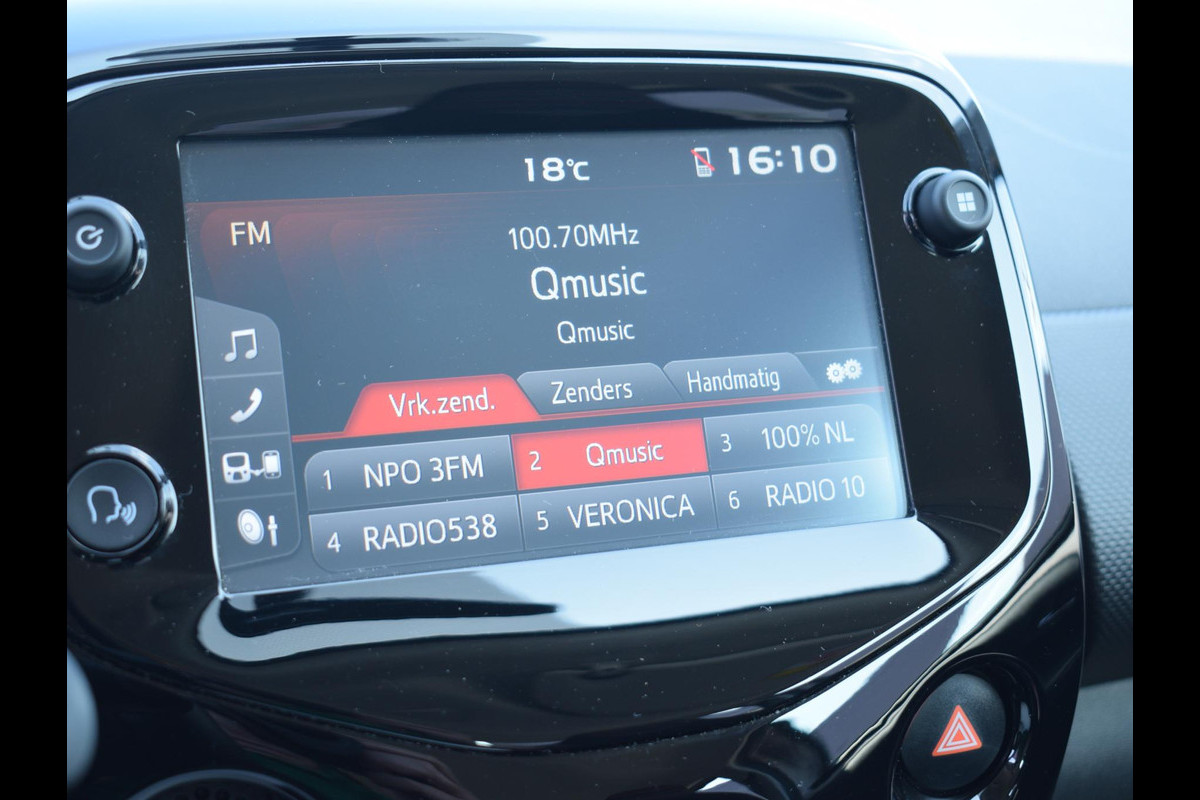 18°C
16:10
FM
100.70MHz
Qmusic
Qmusic
Vrk.zend. Zenders Handmatig
1 NPO 3FM 2 Qmusic 3 100% NL
4 RADIO538 5 VERONICA 6 RADIO 10